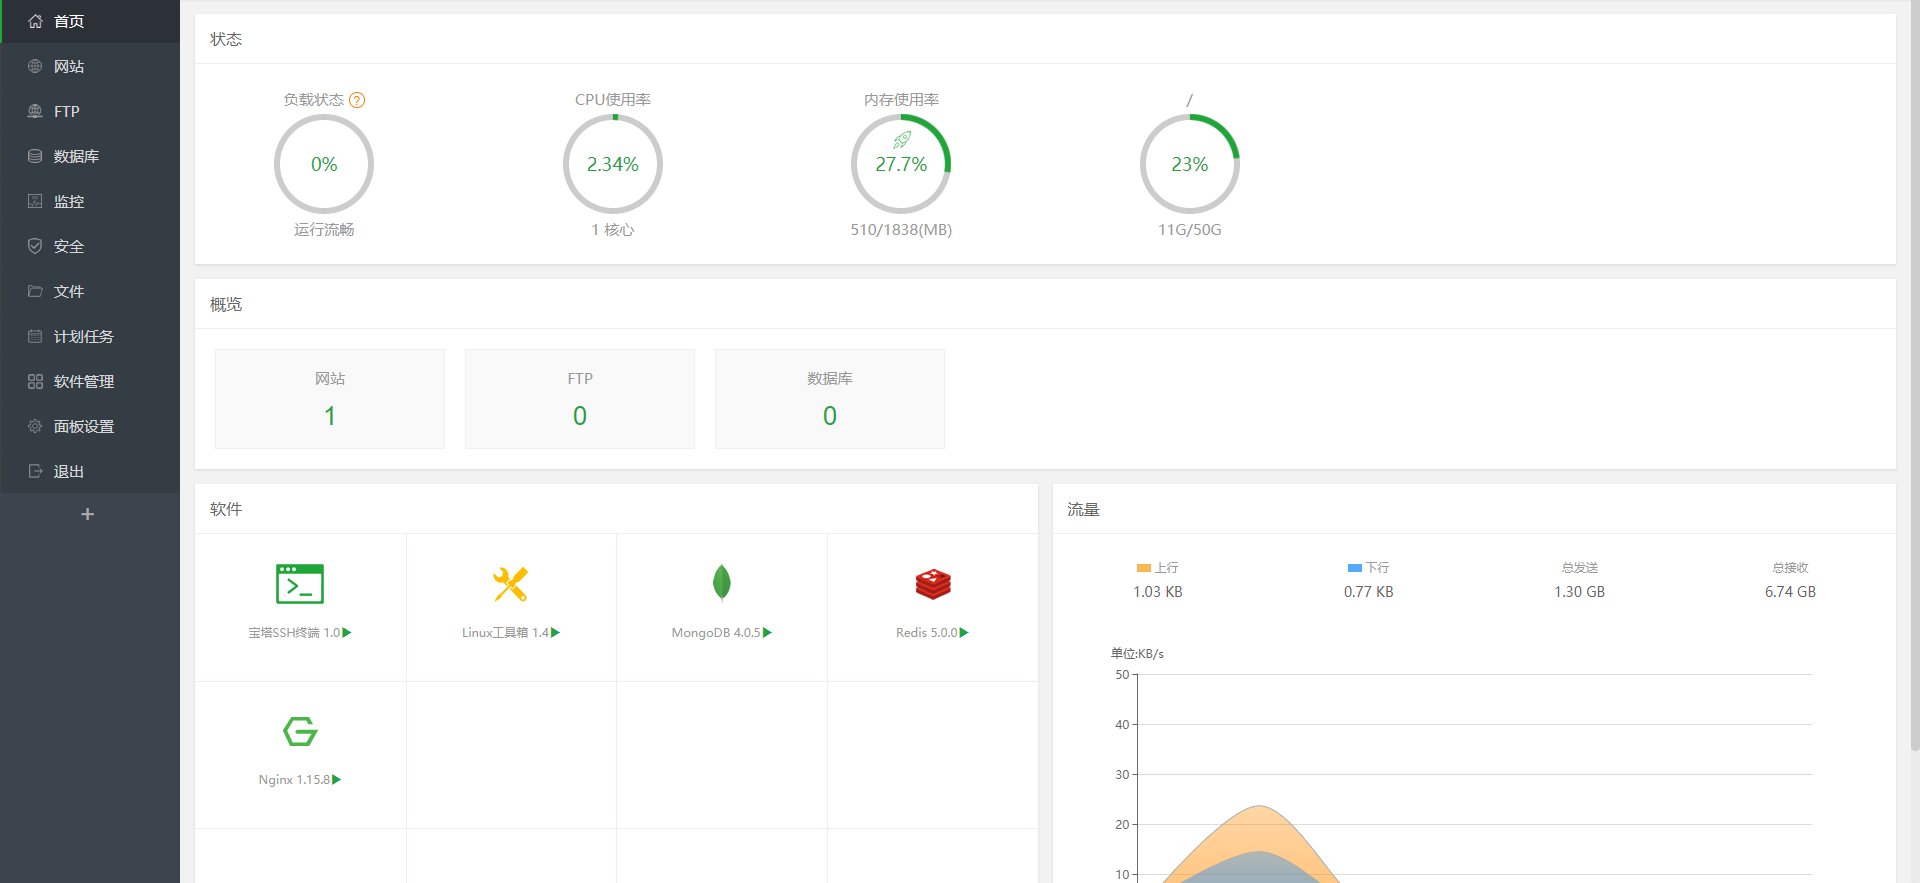 首页
网站
FTP
数据库
监控
安全
文件
计划任务
软件管理
面板设置
退出
+
状态
负载状态 ?
CPU使用率
内存使用率
/
0%
2.34%
27.7%
23%
运行流畅
1 核心
510/1838(MB)
11G/50G
概览
网站
FTP
数据库
1
0
0
软件
宝塔SSH终端 1.0
Linux工具箱 1.4
MongoDB 4.0.5
Redis 5.0.0
Nginx 1.15.8
流量
上行
下行
总发送
总接收
1.03 KB
0.77 KB
1.30 GB
6.74 GB
单位:KB/s
50
40
30
20
10